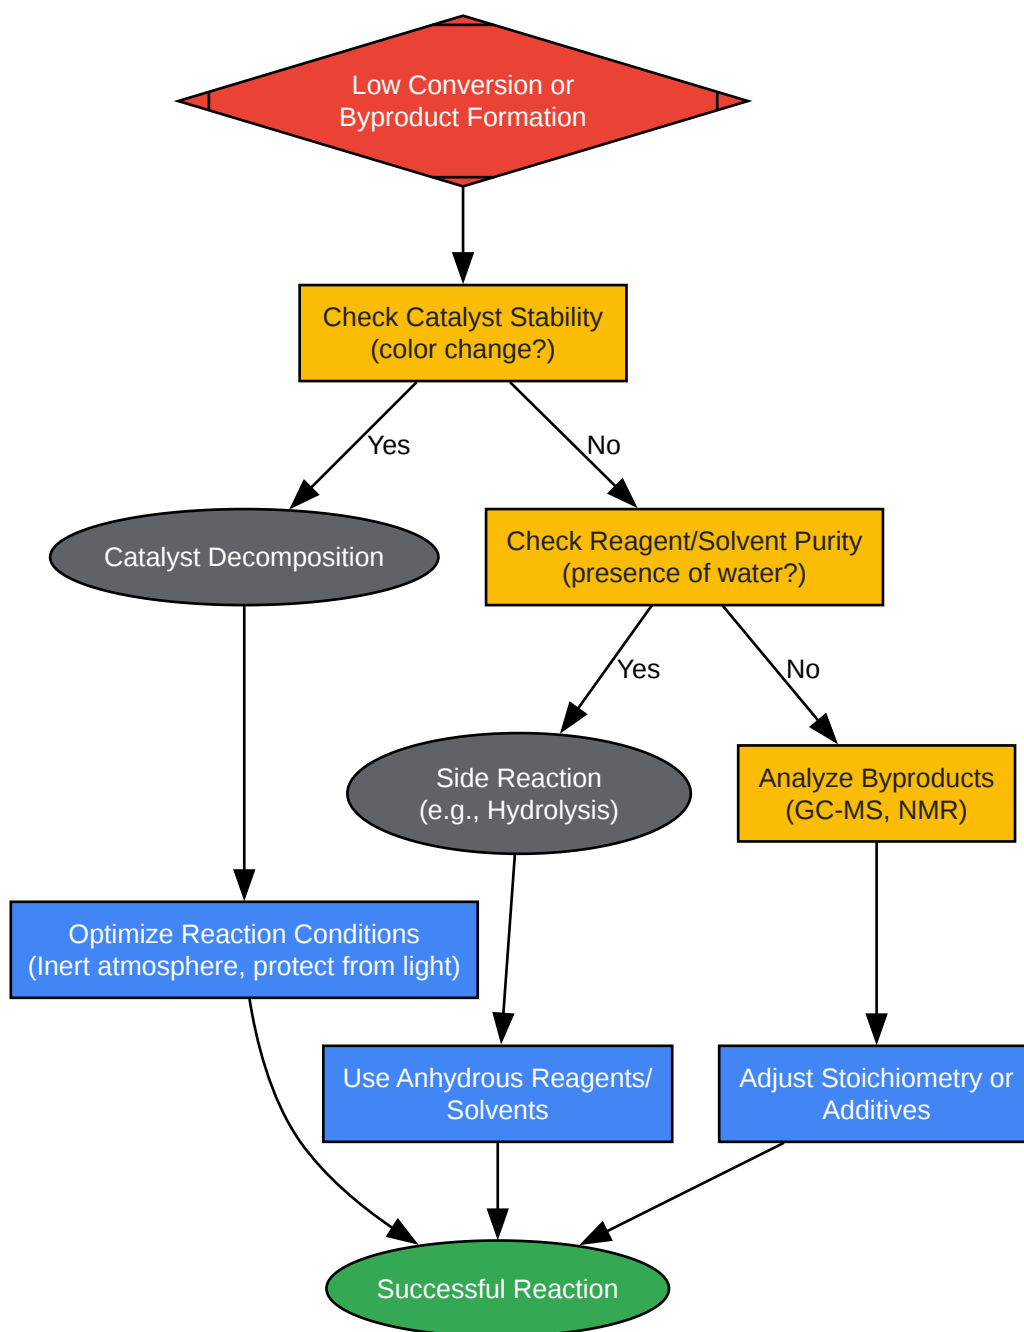 Low Conversion or
Byproduct Formation
Check Catalyst Stability
(color change?)
Yes
No
Catalyst Decomposition
Check Reagent/Solvent Purity
(presence of water?)
Yes
No
Side Reaction
(e.g., Hydrolysis)
Analyze Byproducts
(GC-MS, NMR)
Optimize Reaction Conditions
(Inert atmosphere, protect from light)
Use Anhydrous Reagents/
Solvents
Adjust Stoichiometry or
Additives
Successful Reaction